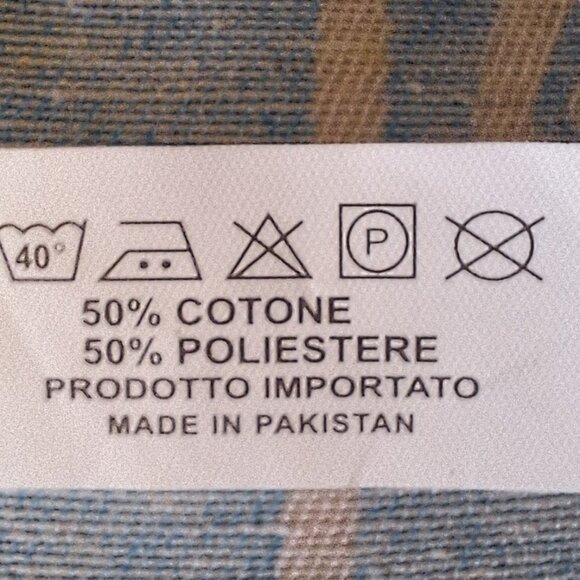 40° P
50% COTONE
50% POLIESTERE
PRODOTTO IMPORTATO
MADE IN PAKISTAN